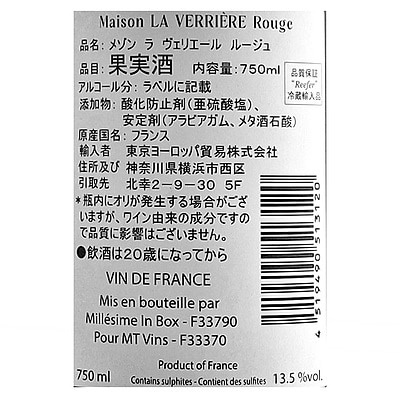 Maison LA VERRIÈRE Rouge
品名：メゾン ラ ヴェリエール ルージュ
品目：果実酒 内容量：750ml
アルコール分：ラベルに記載
品質保証
"Reefer"
冷蔵輸入品
添加物：酸化防止剤（亜硫酸塩）、
安定剤（アラビアガム、メタ酒石酸）
原産国名：フランス
輸入者 東京ヨーロッパ貿易株式会社
住所及び 神奈川県横浜市西区
引取先 北幸2－9－30 5F
*瓶内にオリが発生する場合がござ
いますが、ワイン由来の成分ですの
で品質に影響はございません。
●飲酒は20歳になってから
VIN DE FRANCE
Mis en bouteille par
Millésime In Box - F33790
Pour MT Vins - F33370
Product of France
750 ml
Contains sulphites - Contient des sulfites
13.5 %vol.
4 519490 513120